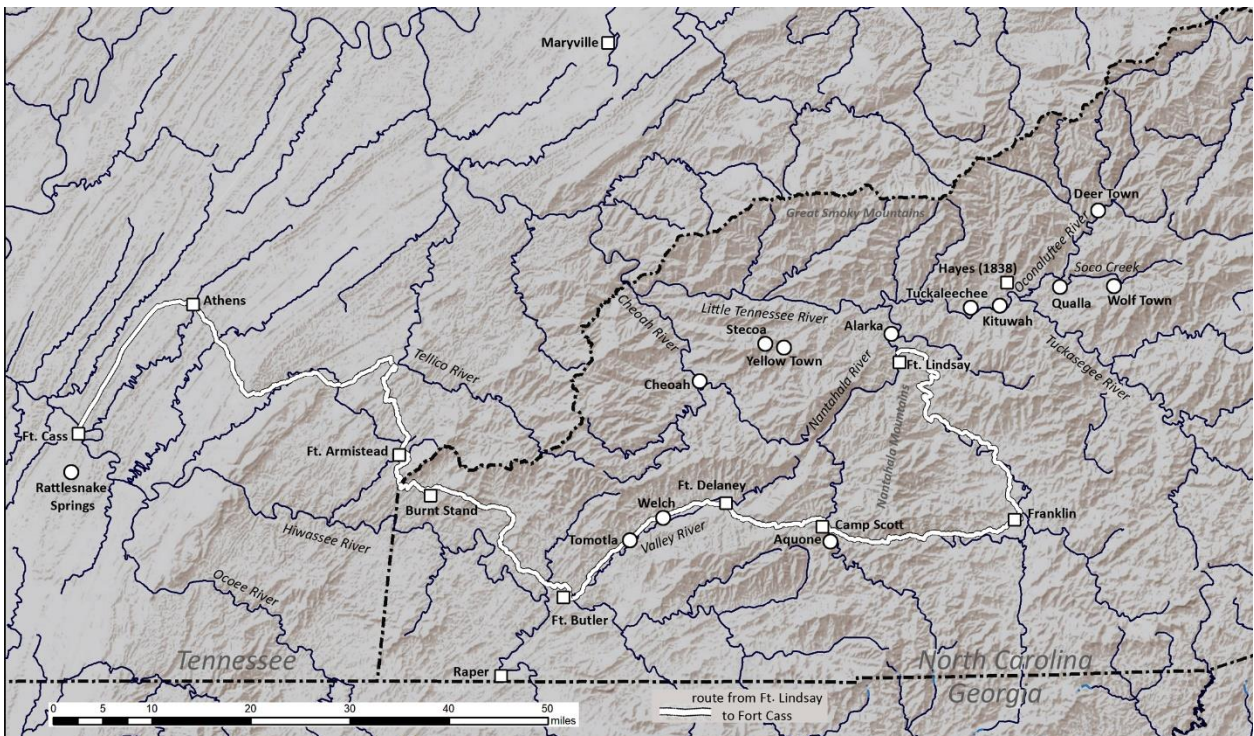 Maryville
Deer Town
Great Smoky Mountains
Oconaluftee River
Hayes (1838)
Soco Creek
Athens
Tuckaleechee
Qualla
Wolf Town
Kituwah
Cheoah River
Little Tennessee River
Stecoa
Alarka
Yellow Town
Tuckasegee River
Tellico River
Nantahala River
Ft. Lindsay
Cheoah
Nantahala Mountains
Ft. Cass
Ft. Armistead
Rattlesnake
Springs
Burnt Stand
Ft. Delaney
Welch
Franklin
Hiwassee River
Camp Scott
Tomotla
Valley River
Aquone
Ocoee River
Ft. Butler
Tennessee
Raper
North Carolina
Georgia
route from Ft. Lindsay
to Fort Cass
0 5 10 20 30 40 50
miles